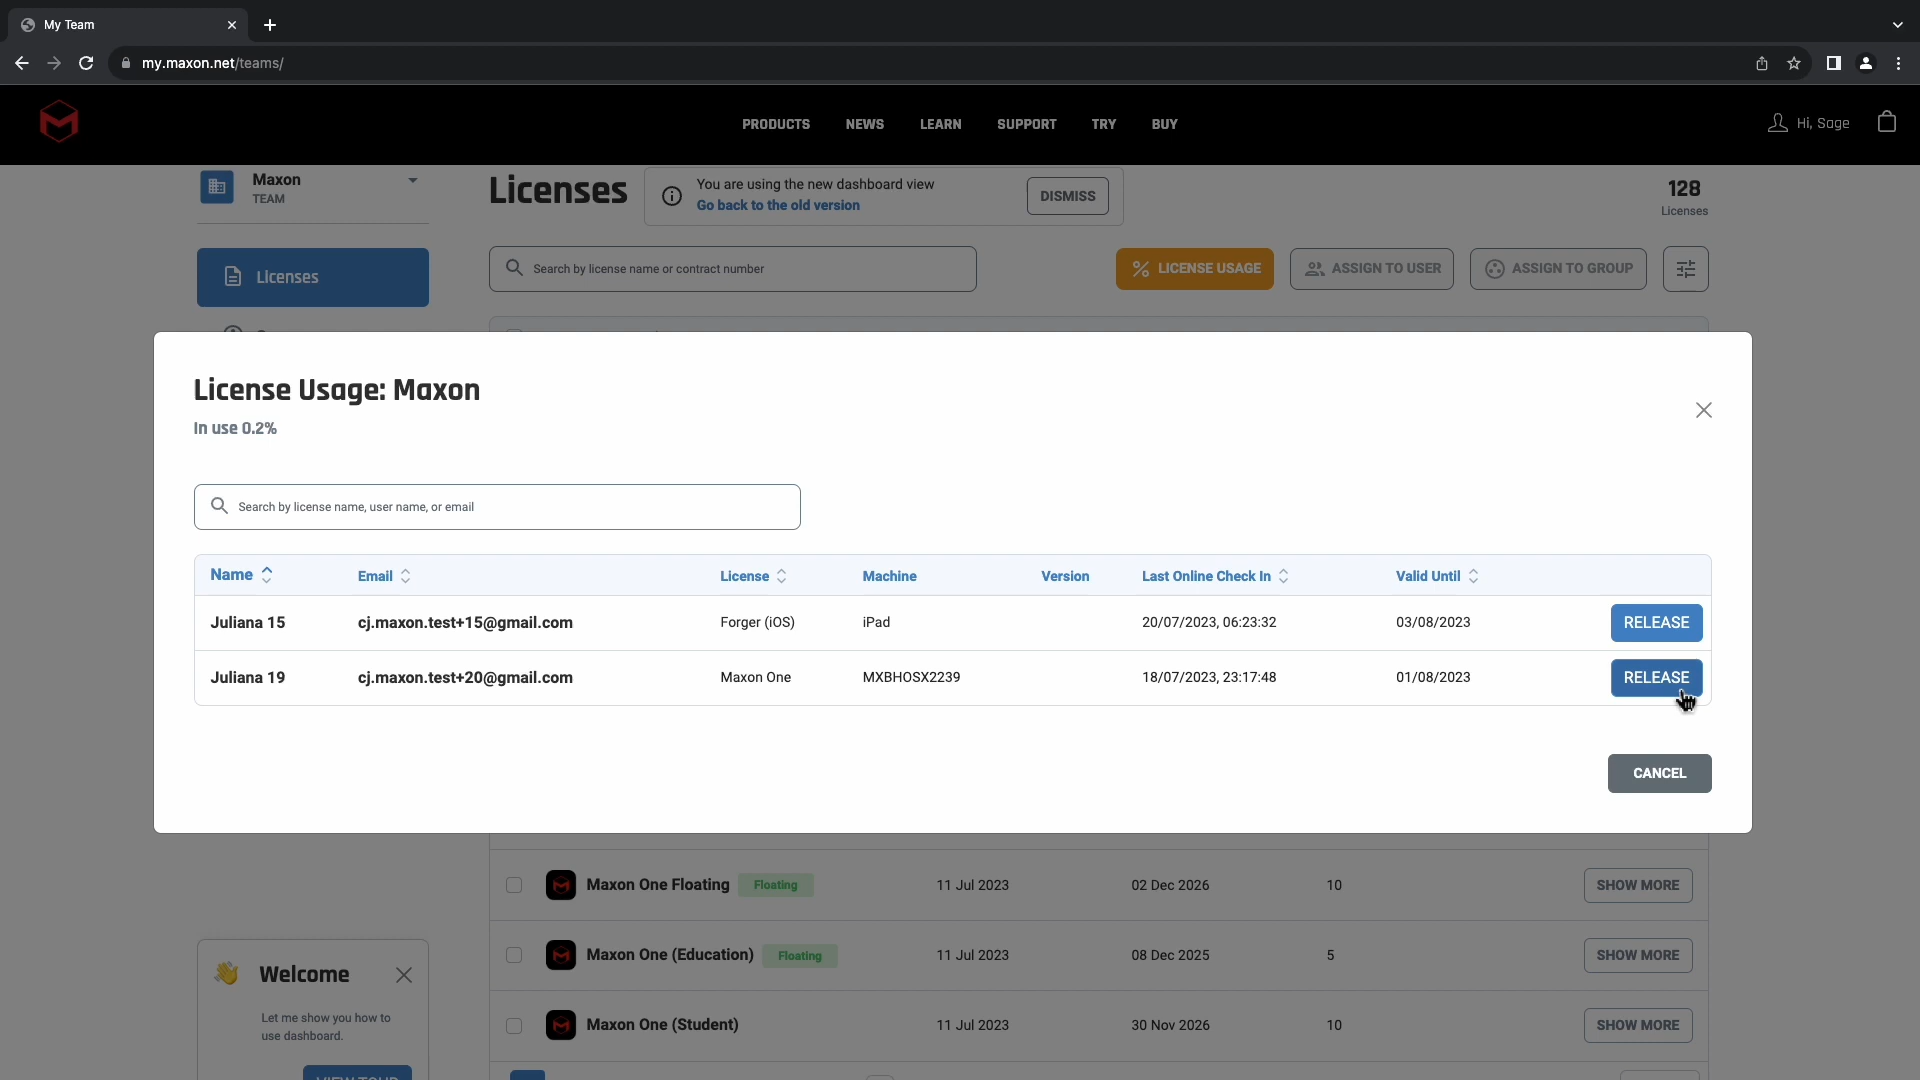 My Team
my.maxon.net/teams/
PRODUCTS NEWS LEARN SUPPORT TRY BUY
Hi, Sage
Maxon
TEAM
Licenses
You are using the new dashboard view
Go back to the old version
DISMISS
128
Licenses
Licenses
Search by license name or contract number
LICENSE USAGE
ASSIGN TO USER
ASSIGN TO GROUP
License Usage: Maxon
In use 0.2%
Search by license name, user name, or email
Name Email License Machine Version Last Online Check In Valid Until
Juliana 15 cj.maxon.test+15@gmail.com Forger (iOS) iPad 20/07/2023, 06:23:32 03/08/2023 RELEASE
Juliana 19 cj.maxon.test+20@gmail.com Maxon One MXBHOSX2239 18/07/2023, 23:17:48 01/08/2023 RELEASE
CANCEL
Maxon One Floating Floating 11 Jul 2023 02 Dec 2026 10 SHOW MORE
Maxon One (Education) Floating 11 Jul 2023 08 Dec 2025 5 SHOW MORE
Maxon One (Student) 11 Jul 2023 30 Nov 2026 10 SHOW MORE
Welcome
Let me show you how to
use dashboard.
VIEW TOUR